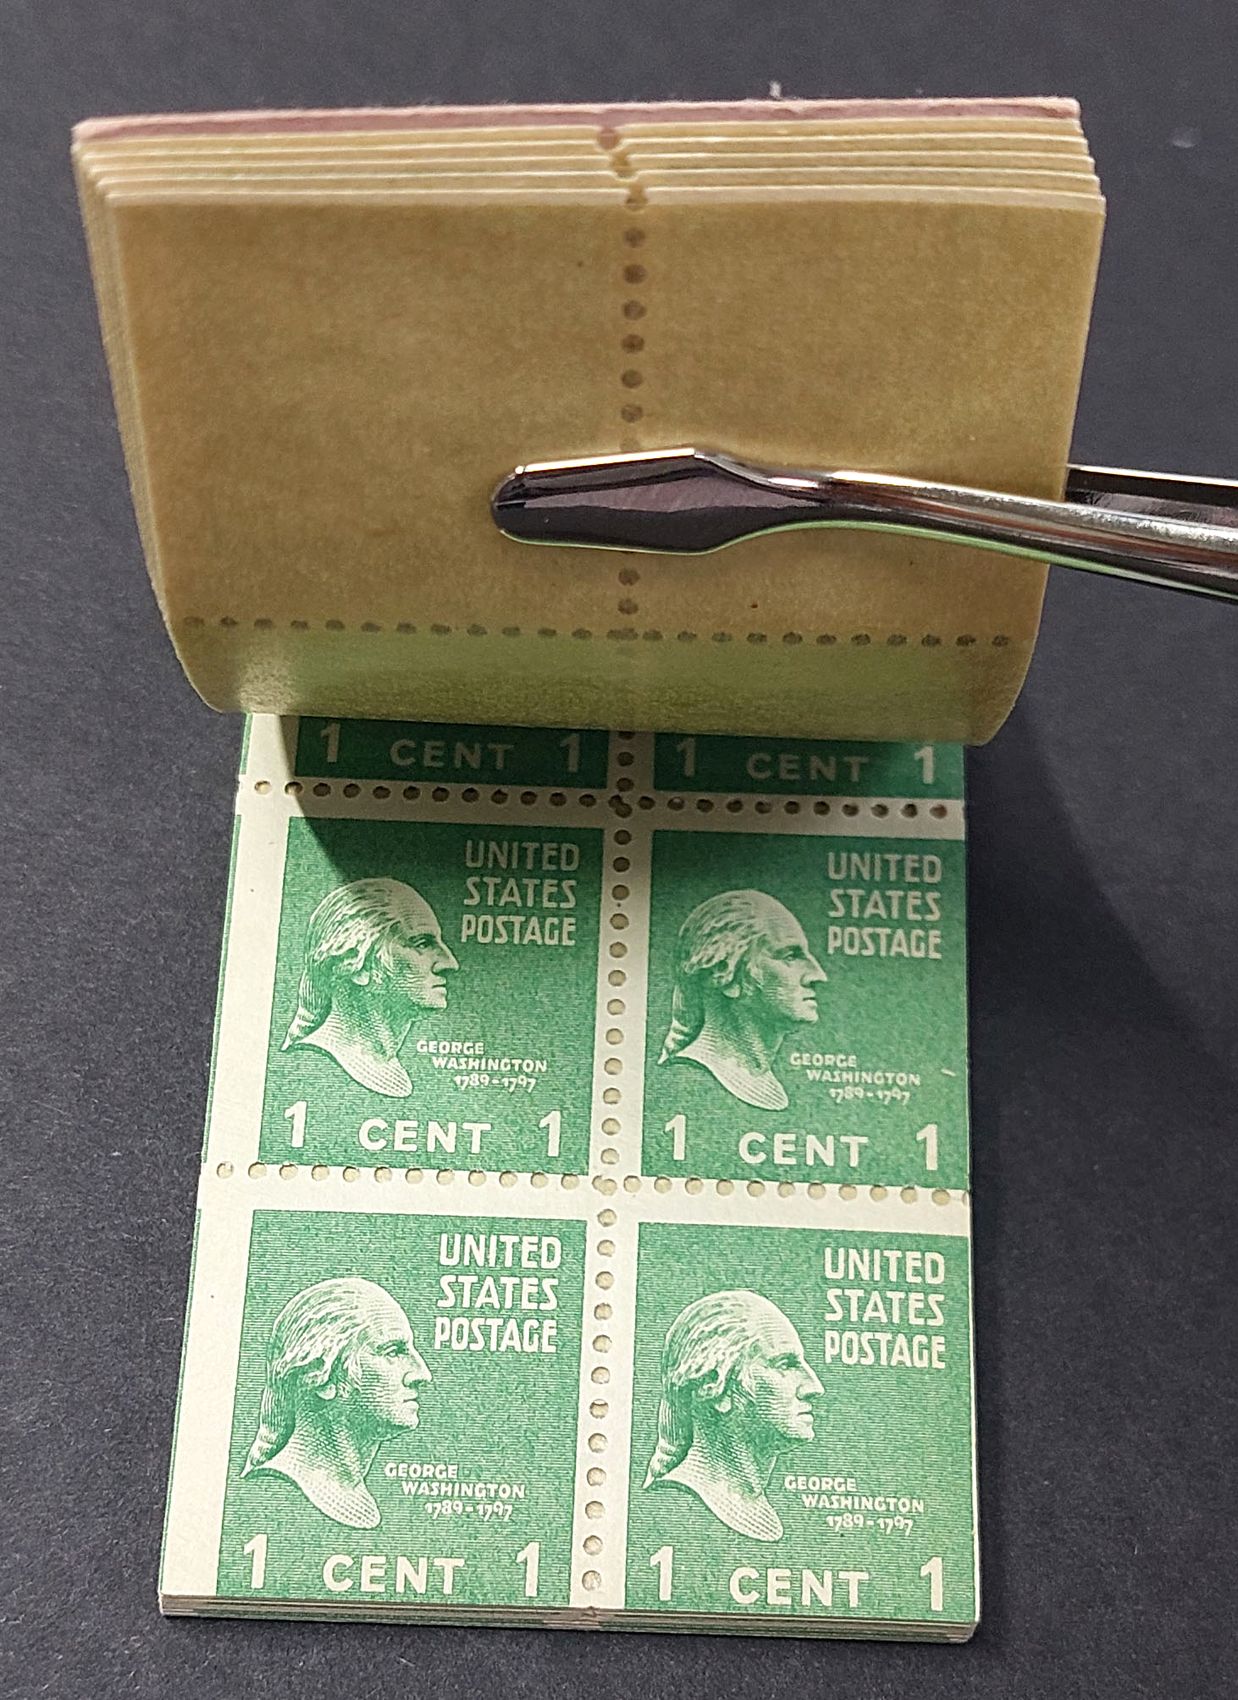 1 CENT 1
1 CENT 1
UNITED
STATES
POSTAGE
GEORGE
WASHINGTON
1789-1797
1 CENT 1
UNITED
STATES
POSTAGE
GEORGE
WASHINGTON
1789-1797
1 CENT 1
UNITED
STATES
POSTAGE
GEORGE
WASHINGTON
1789-1797
1 CENT 1
UNITED
STATES
POSTAGE
GEORGE
WASHINGTON
1789-1797
1 CENT 1